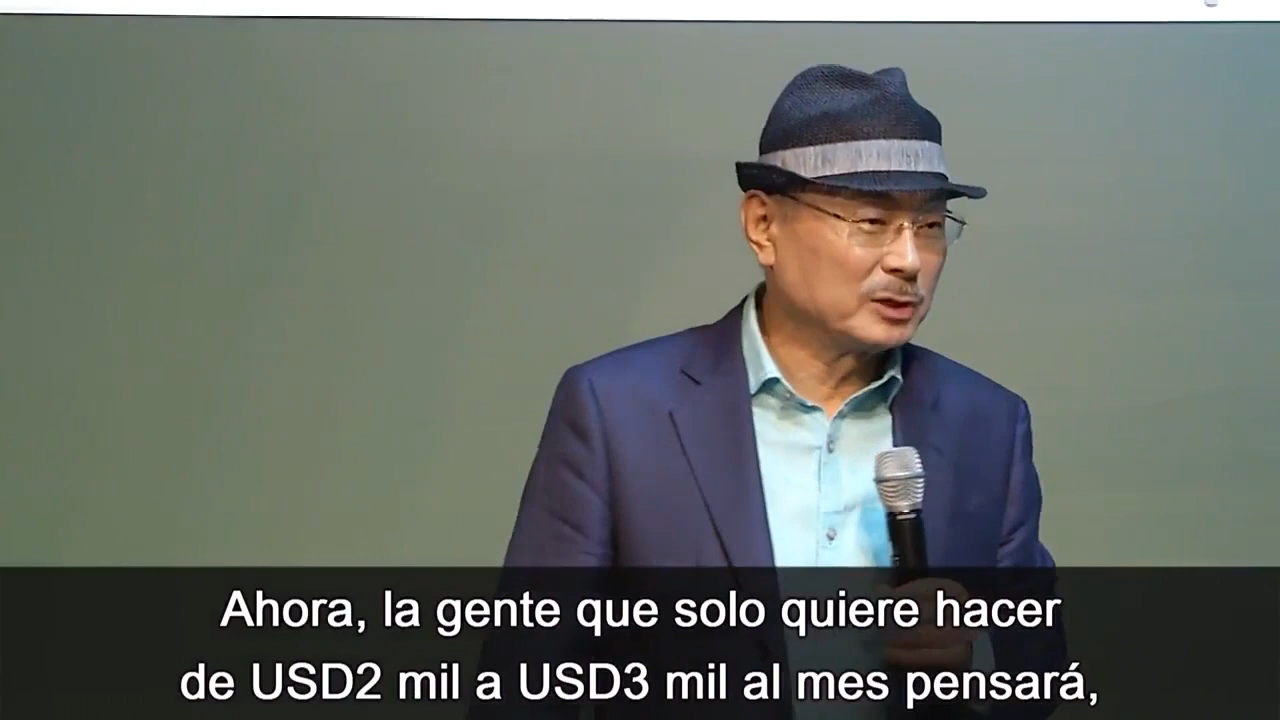 Ahora, la gente que solo quiere hacer
de USD2 mil a USD3 mil al mes pensará,